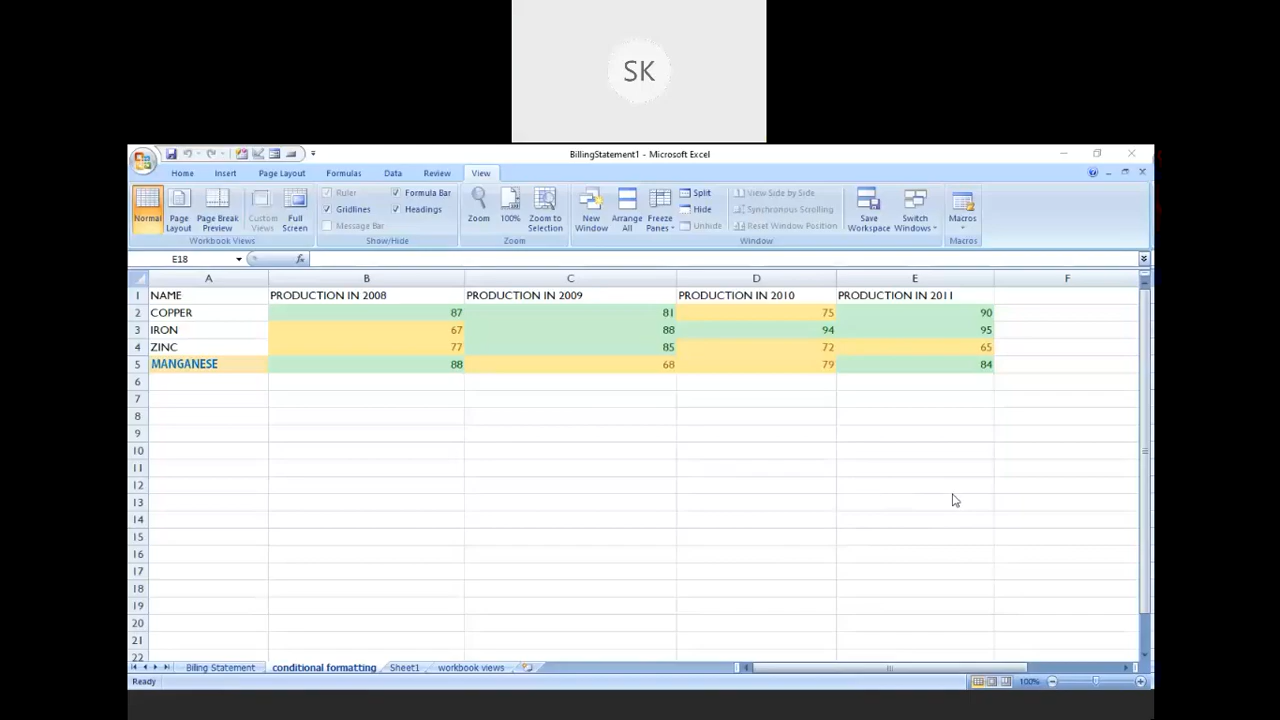 SK
BillingStatement1 - Microsoft Excel
Home Insert Page Layout Formulas Data Review View
Normal Page Layout Page Break Preview Custom Views Full Screen
Workbook Views
Ruler Formula Bar
Gridlines Headings
Message Bar
Show/Hide
Zoom 100% Zoom to Selection
Zoom
New Window Arrange All Freeze Panes
Split
Hide
Unhide
View Side by Side
Synchronous Scrolling
Reset Window Position
Window
Save Workspace Switch Windows
Macros
Macros
E18 fx
A B C D E F
1 NAME PRODUCTION IN 2008 PRODUCTION IN 2009 PRODUCTION IN 2010 PRODUCTION IN 2011
2 COPPER 87 81 75 90
3 IRON 67 88 94 95
4 ZINC 77 85 72 65
5 MANGANESE 88 68 79 84
6
7
8
9
10
11
12
13
14
15
16
17
18
19
20
21
22
Billing Statement conditional formatting Sheet1 workbook views
Ready 100%